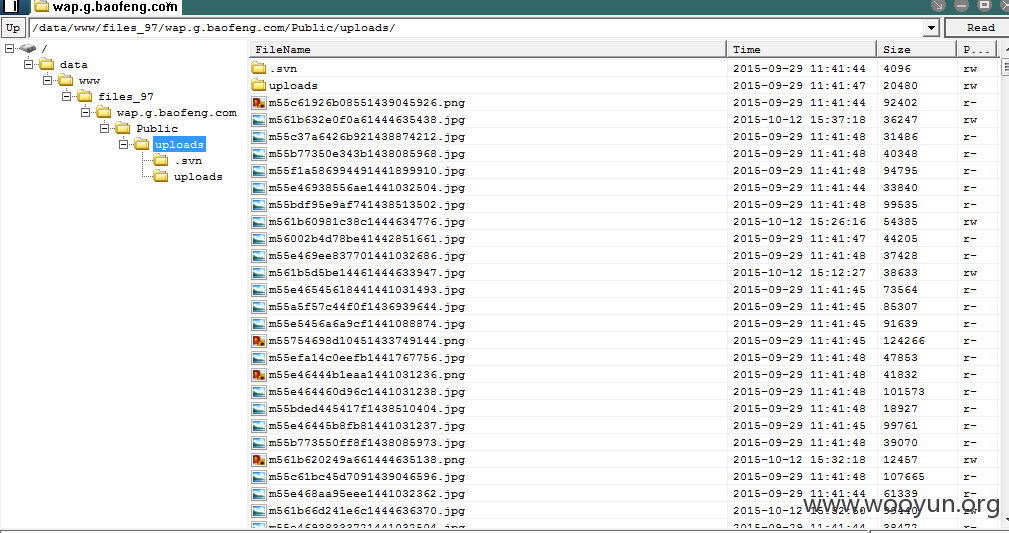 wap.g.baofeng.com
Up /data/www/files_97/wap.g.baofeng.com/Public/uploads/ Read
/
data
www
files_97
wap.g.baofeng.com
Public
uploads
.svn
uploads
FileName Time Size P...
.svn 2015-09-29 11:41:44 4096 rw
uploads 2015-09-29 11:41:47 20480 rw
m55c61926b08551439045926.png 2015-09-29 11:41:44 92402 r-
m561b632e0f0a61444635438.jpg 2015-10-12 15:37:18 36247 rw
m55c37a6426b921438874212.jpg 2015-09-29 11:41:48 31486 r-
m55b77350e343b1438085968.jpg 2015-09-29 11:41:48 40348 r-
m55f1a586994491441899910.jpg 2015-09-29 11:41:48 94795 r-
m55e46938556ae1441032504.jpg 2015-09-29 11:41:44 33840 r-
m55bdf95e9af741438513502.jpg 2015-09-29 11:41:48 99535 r-
m561b60981c38c1444634776.jpg 2015-10-12 15:26:16 54385 rw
m56002b4d78be41442851661.jpg 2015-09-29 11:41:47 44205 r-
m55e469ee837701441032686.jpg 2015-09-29 11:41:48 37428 r-
m561b5d5be14461444633947.jpg 2015-10-12 15:12:27 38633 rw
m55e46545618441441031493.jpg 2015-09-29 11:41:45 73564 r-
m55a5f57c44f0f1436939644.jpg 2015-09-29 11:41:45 85307 r-
m55e5456a6a9cf1441088874.jpg 2015-09-29 11:41:45 91639 r-
m55754698d10451433749144.png 2015-09-29 11:41:45 124266 r-
m55efa14c0eefb1441767756.jpg 2015-09-29 11:41:48 47853 r-
m55e46444b1eaa1441031236.png 2015-09-29 11:41:48 41832 r-
m55e464460d96c1441031238.jpg 2015-09-29 11:41:48 101573 r-
m55bded445417f1438510404.jpg 2015-09-29 11:41:48 18927 r-
m55e46445b8fb81441031237.jpg 2015-09-29 11:41:45 99761 r-
m55b773550ff8f1438085973.jpg 2015-09-29 11:41:48 39070 r-
m561b620249a661444635138.png 2015-10-12 15:32:18 12457 rw
m55c61bc45d7091439046596.jpg 2015-09-29 11:41:48 107665 r-
m55e468aa95eee1441032362.jpg 2015-09-29 11:41:44 61339 r-
m561b66d241e6c1444636370.jpg 2015-10-12 rw
www.wooyun.org